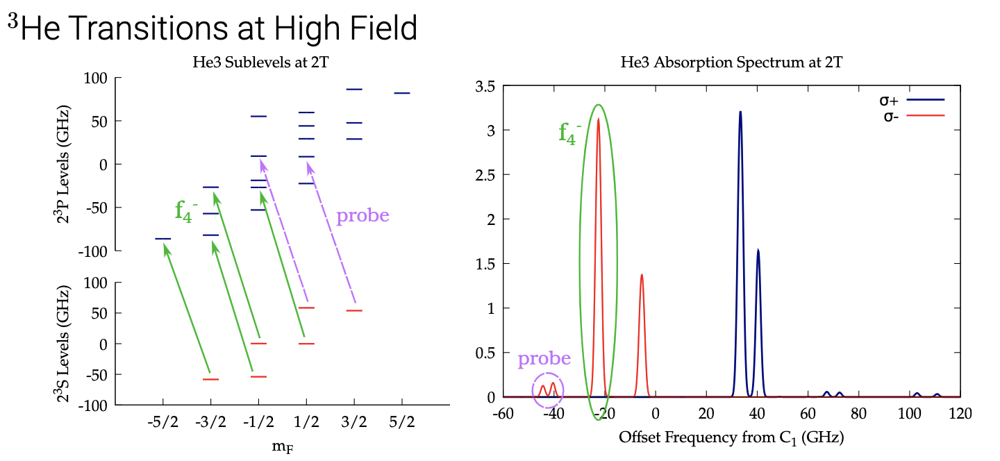 ³He Transitions at High Field
He3 Sublevels at 2T
2³P Levels (GHz)
100
50
0
-50
-100
f₄⁻
probe
2³S Levels (GHz)
100
50
0
-50
-100
-5/2 -3/2 -1/2 1/2 3/2 5/2
m_F
He3 Absorption Spectrum at 2T
3.5
3
2.5
2
1.5
1
0.5
0
σ+
σ-
f₄⁻
probe
-60 -40 -20 0 20 40 60 80 100 120
Offset Frequency from C₁ (GHz)